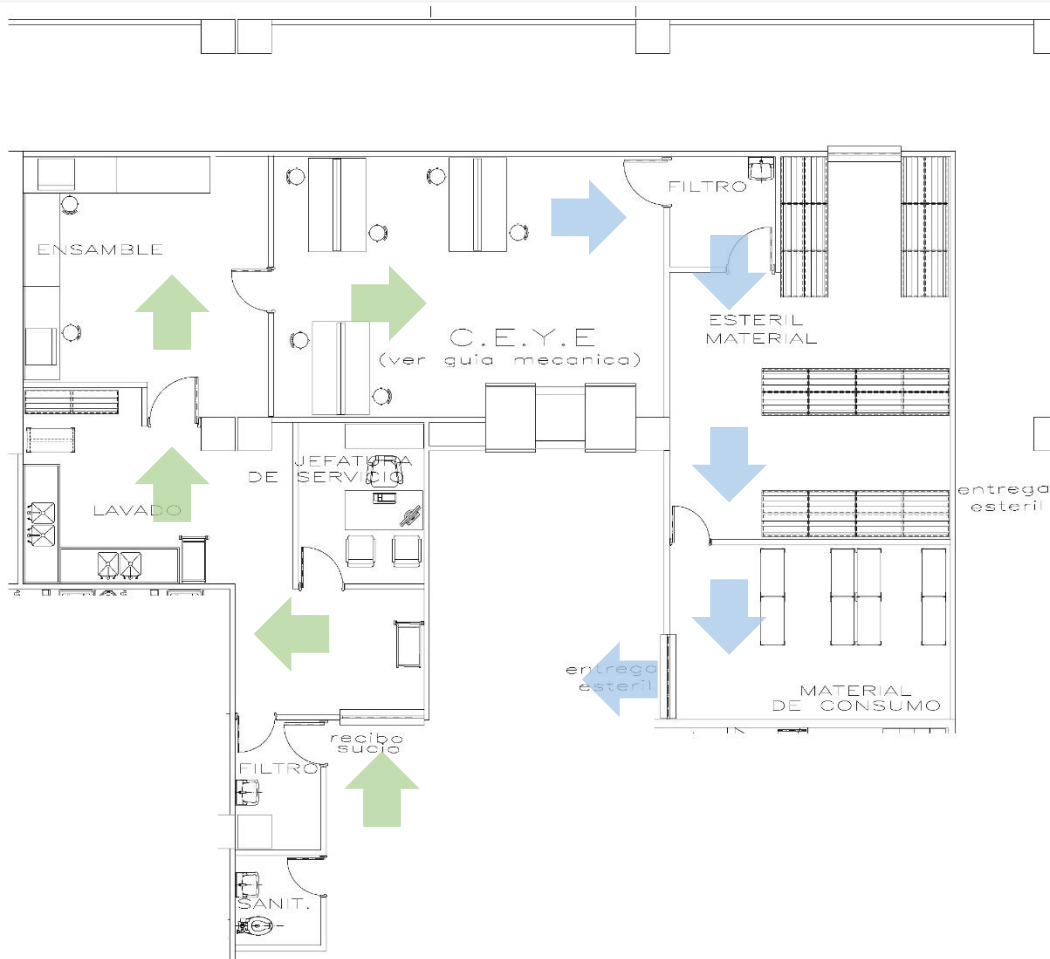 FILTRO
ENSAMBLE
ESTERIL
MATERIAL
C.E.Y.E
(ver guia mecanica)
JEFATURA
DE SERVICIO
LAVADO
entrega
esteril
entrega
esteril
MATERIAL
DE CONSUMO
recibo
sucio
FILTRO
SANIT.